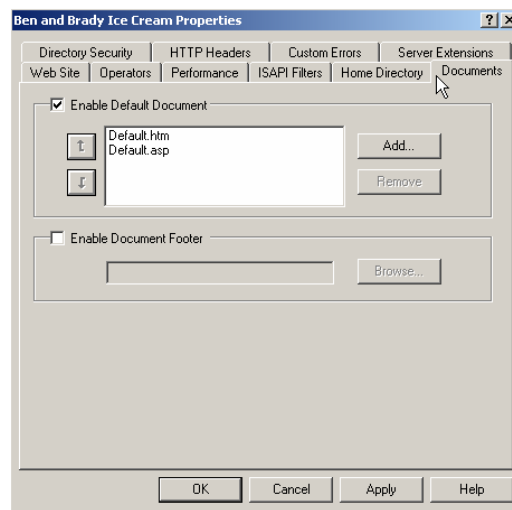 Ben and Brady Ice Cream Properties
Directory Security HTTP Headers Custom Errors Server Extensions
Web Site Operators Performance ISAPI Filters Home Directory Documents
Enable Default Document
Default.htm
Default.asp
Add...
Remove
Enable Document Footer
Browse...
OK Cancel Apply Help